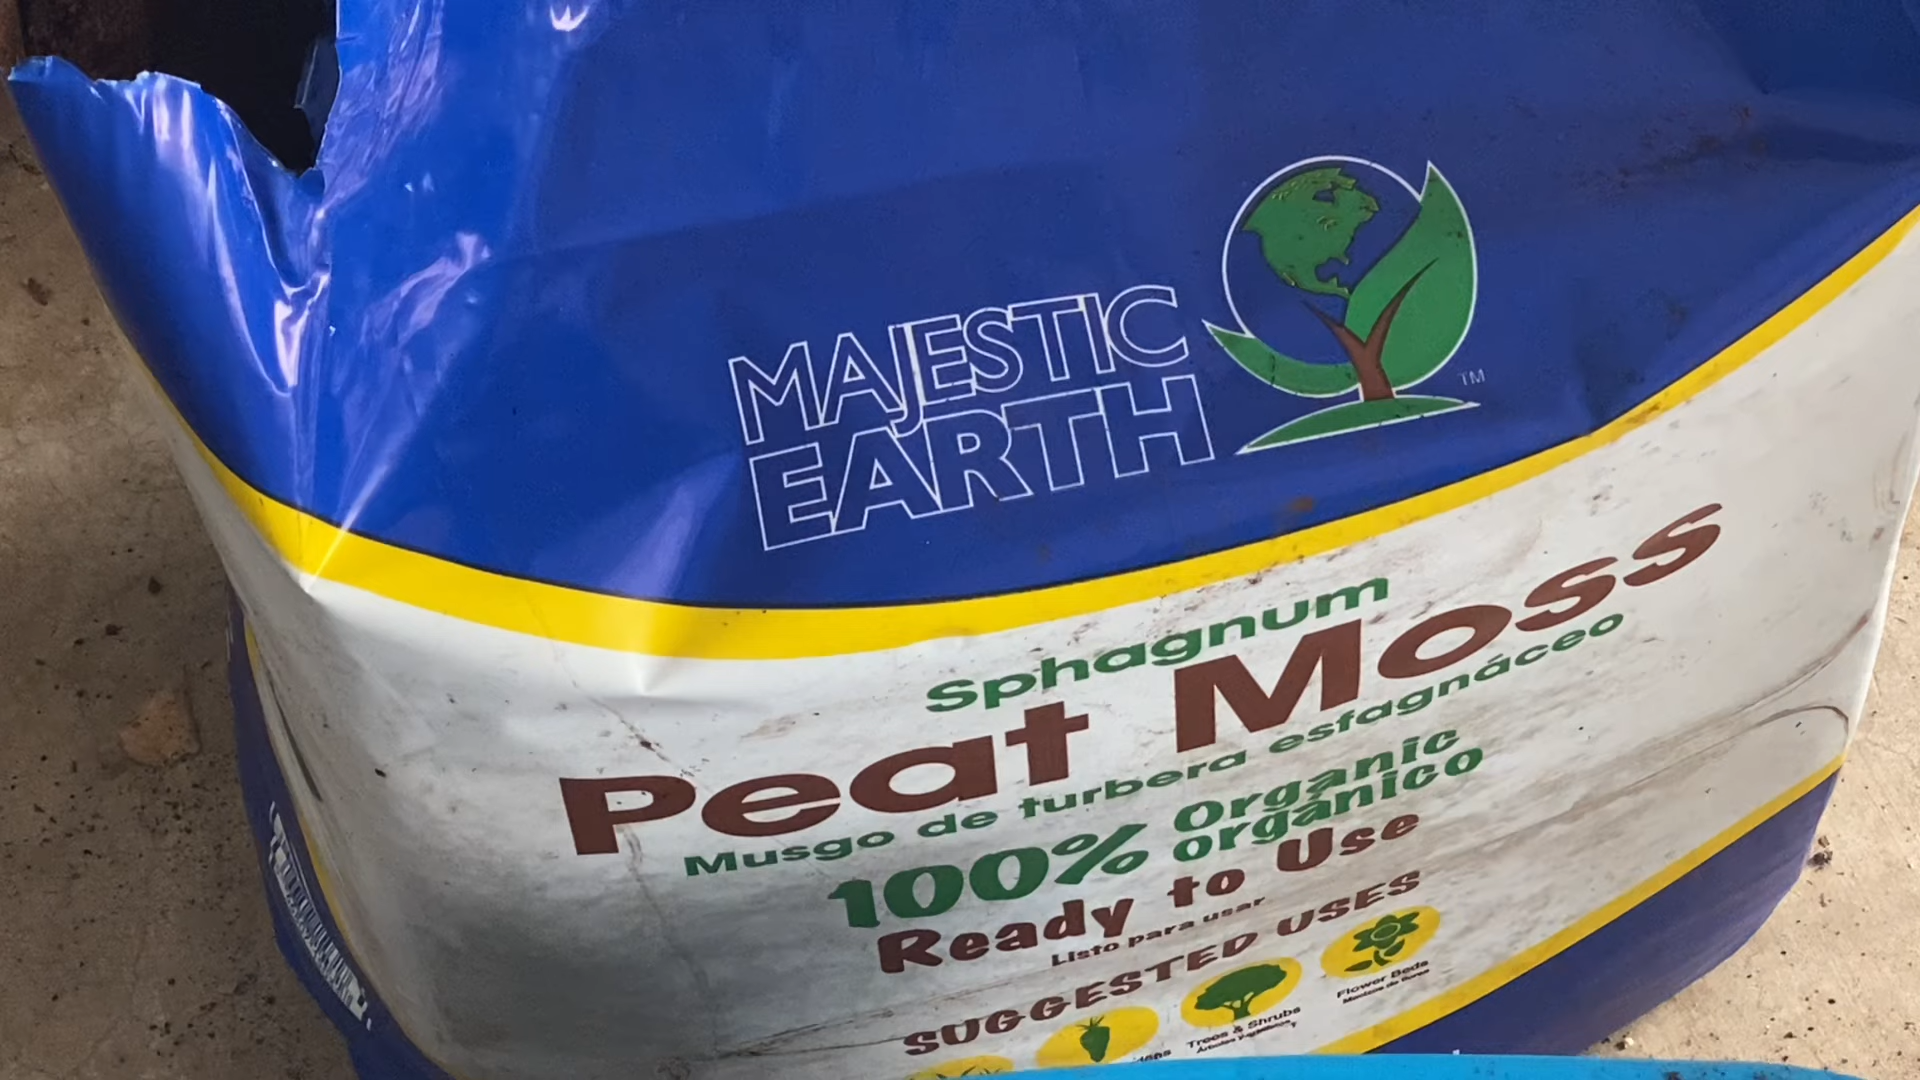 MAJESTIC
EARTH
TM
Sphagnum
Peat Moss
Musgo de turbera esfagnáceo
100% Organic
orgánico
Ready to Use
Listo para usar
SUGGESTED USES
Flower Beds
Trees & Shrubs